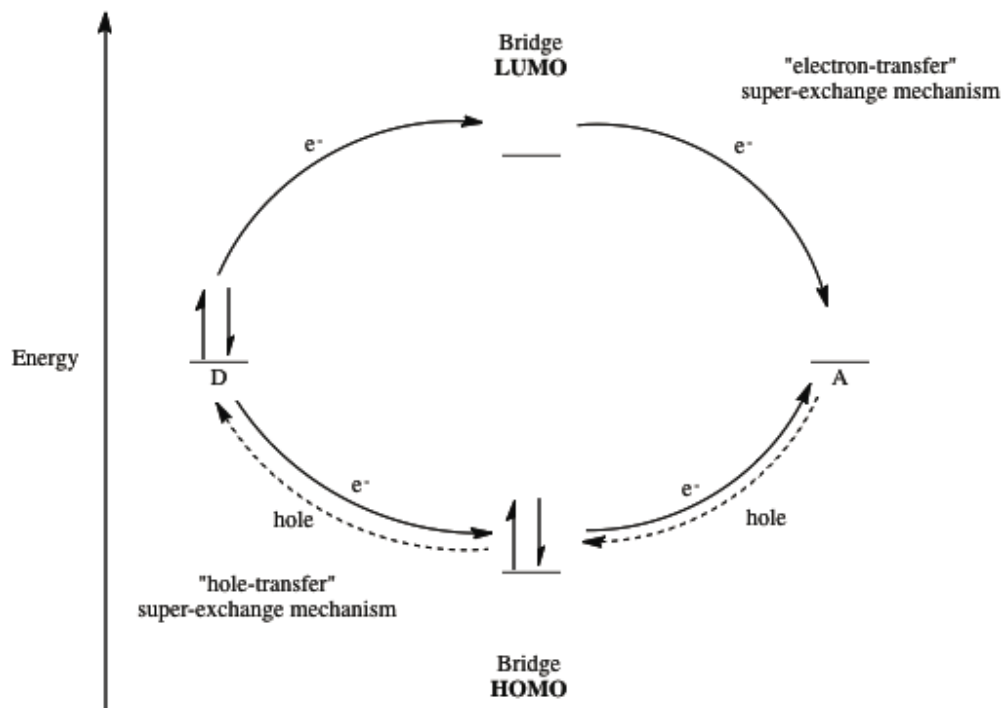 Bridge
LUMO
"electron-transfer"
super-exchange mechanism
e-
e-
Energy
D
A
e-
e-
hole
hole
"hole-transfer"
super-exchange mechanism
Bridge
HOMO